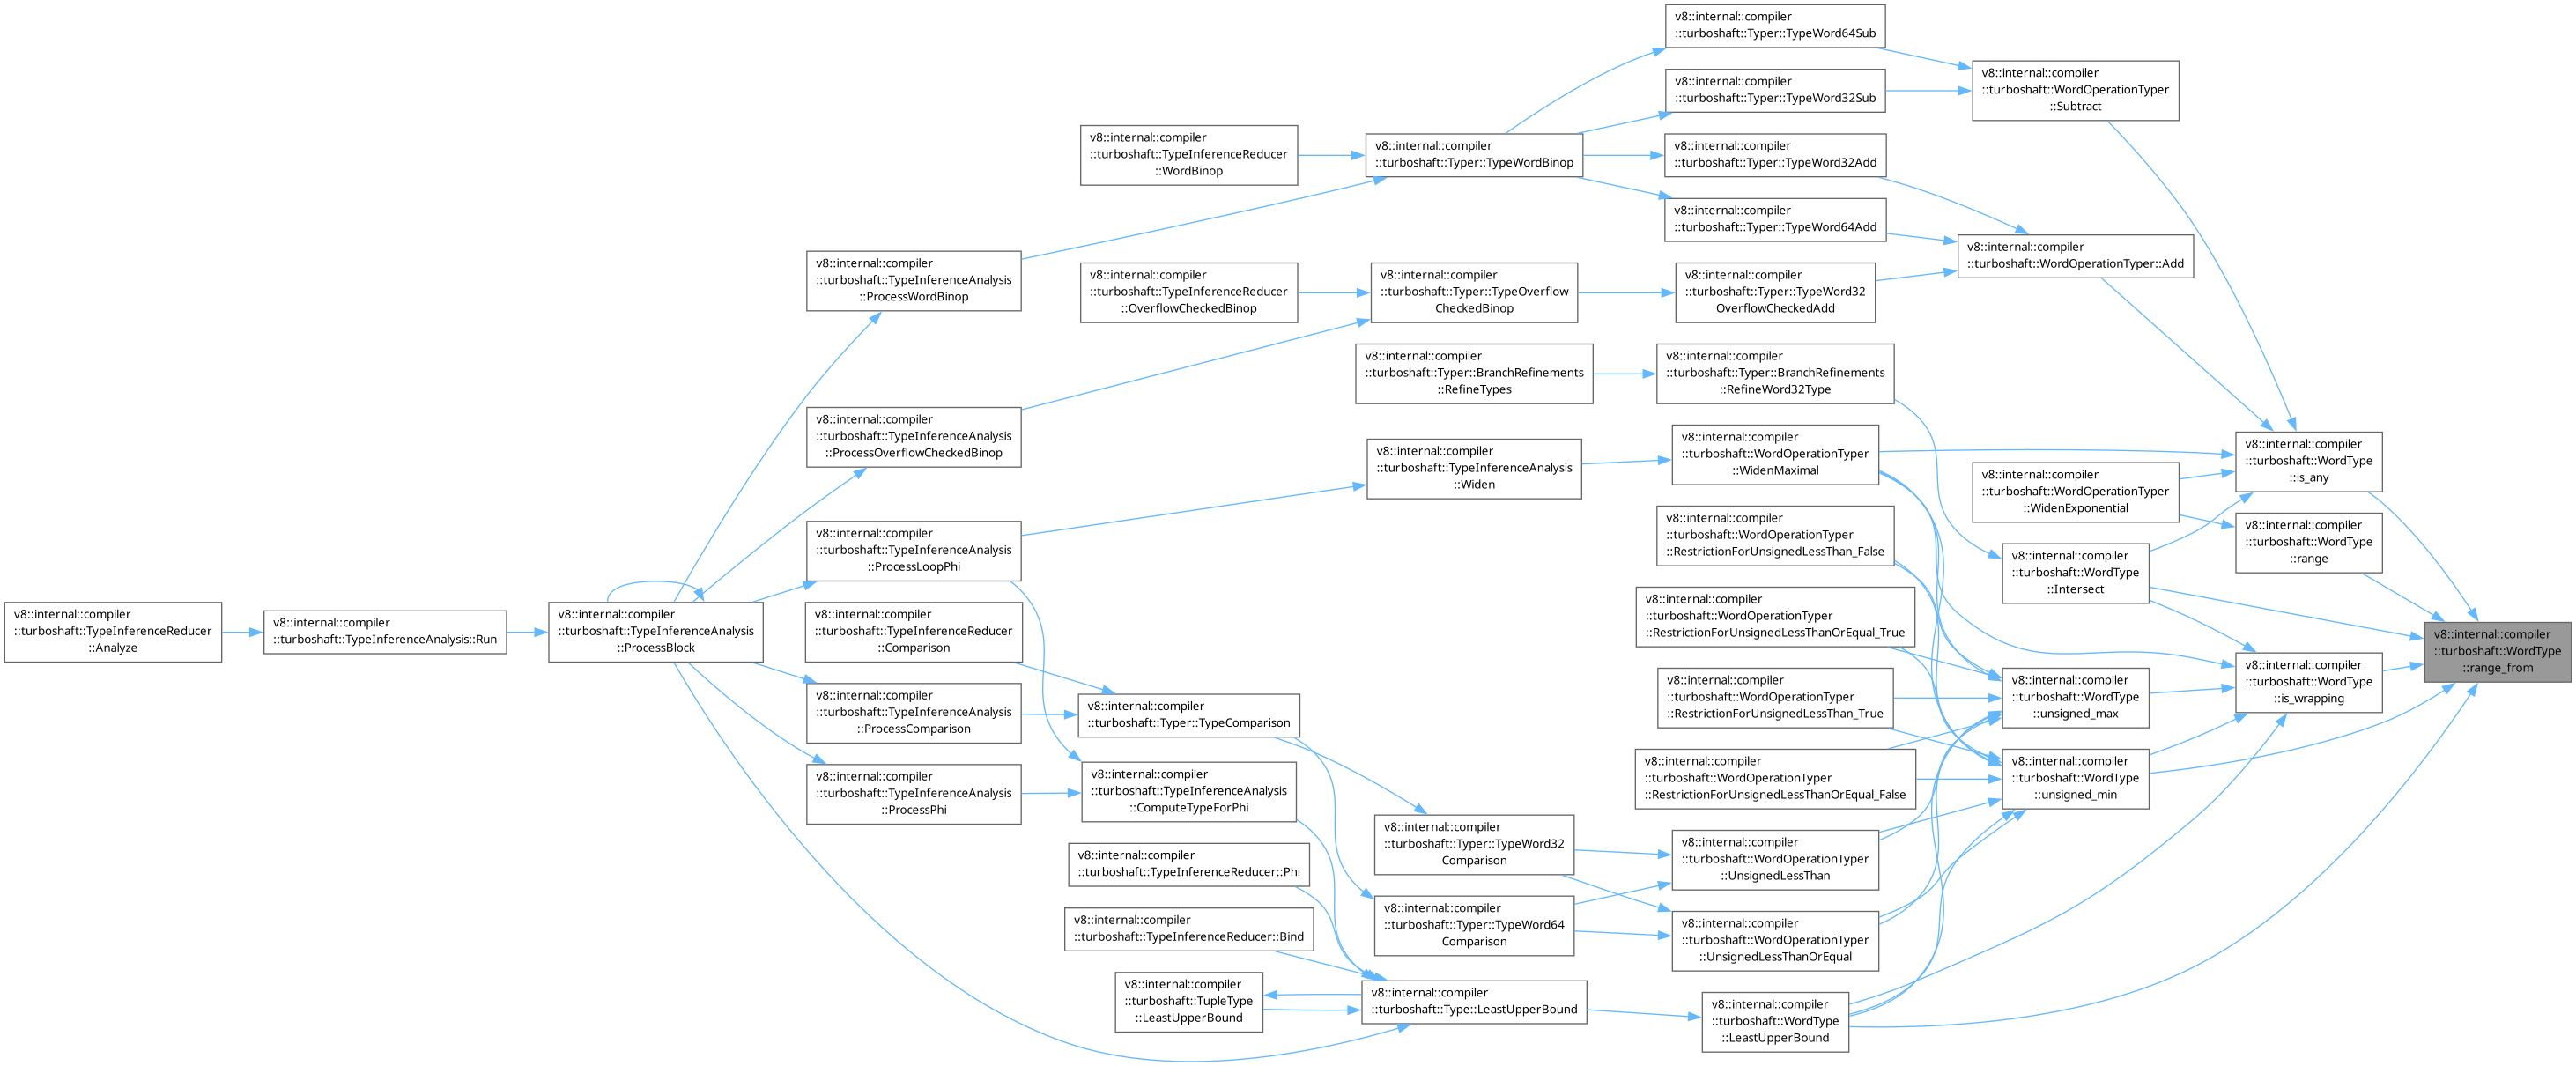 v8::internal::compiler
::turboshaft::TypeInferenceReducer
::Analyze
v8::internal::compiler
::turboshaft::TypeInferenceAnalysis::Run
v8::internal::compiler
::turboshaft::TypeInferenceAnalysis
::ProcessBlock
v8::internal::compiler
::turboshaft::TypeInferenceAnalysis
::ProcessWordBinop
v8::internal::compiler
::turboshaft::TypeInferenceAnalysis
::ProcessOverflowCheckedBinop
v8::internal::compiler
::turboshaft::TypeInferenceAnalysis
::ProcessLoopPhi
v8::internal::compiler
::turboshaft::TypeInferenceReducer
::Comparison
v8::internal::compiler
::turboshaft::TypeInferenceAnalysis
::ProcessComparison
v8::internal::compiler
::turboshaft::TypeInferenceAnalysis
::ProcessPhi
v8::internal::compiler
::turboshaft::TypeInferenceReducer
::WordBinop
v8::internal::compiler
::turboshaft::TypeInferenceReducer
::OverflowCheckedBinop
v8::internal::compiler
::turboshaft::Typer::TypeComparison
v8::internal::compiler
::turboshaft::TypeInferenceAnalysis
::ComputeTypeForPhi
v8::internal::compiler
::turboshaft::TypeInferenceReducer::Phi
v8::internal::compiler
::turboshaft::TypeInferenceReducer::Bind
v8::internal::compiler
::turboshaft::TupleType
::LeastUpperBound
v8::internal::compiler
::turboshaft::Typer::TypeWordBinop
v8::internal::compiler
::turboshaft::Typer::TypeOverflow
CheckedBinop
v8::internal::compiler
::turboshaft::Typer::BranchRefinements
::RefineTypes
v8::internal::compiler
::turboshaft::TypeInferenceAnalysis
::Widen
v8::internal::compiler
::turboshaft::Typer::TypeWord32
Comparison
v8::internal::compiler
::turboshaft::Typer::TypeWord64
Comparison
v8::internal::compiler
::turboshaft::Type::LeastUpperBound
v8::internal::compiler
::turboshaft::Typer::TypeWord64Sub
v8::internal::compiler
::turboshaft::Typer::TypeWord32Sub
v8::internal::compiler
::turboshaft::Typer::TypeWord32Add
v8::internal::compiler
::turboshaft::Typer::TypeWord64Add
v8::internal::compiler
::turboshaft::Typer::TypeWord32
OverflowCheckedAdd
v8::internal::compiler
::turboshaft::Typer::BranchRefinements
::RefineWord32Type
v8::internal::compiler
::turboshaft::WordOperationTyper
::WidenMaximal
v8::internal::compiler
::turboshaft::WordOperationTyper
::RestrictionForUnsignedLessThan_False
v8::internal::compiler
::turboshaft::WordOperationTyper
::RestrictionForUnsignedLessThanOrEqual_True
v8::internal::compiler
::turboshaft::WordOperationTyper
::RestrictionForUnsignedLessThan_True
v8::internal::compiler
::turboshaft::WordOperationTyper
::RestrictionForUnsignedLessThanOrEqual_False
v8::internal::compiler
::turboshaft::WordOperationTyper
::UnsignedLessThan
v8::internal::compiler
::turboshaft::WordOperationTyper
::UnsignedLessThanOrEqual
v8::internal::compiler
::turboshaft::WordType
::LeastUpperBound
v8::internal::compiler
::turboshaft::WordOperationTyper
::Subtract
v8::internal::compiler
::turboshaft::WordOperationTyper::Add
v8::internal::compiler
::turboshaft::WordOperationTyper
::WidenExponential
v8::internal::compiler
::turboshaft::WordType
::Intersect
v8::internal::compiler
::turboshaft::WordType
::unsigned_max
v8::internal::compiler
::turboshaft::WordType
::unsigned_min
v8::internal::compiler
::turboshaft::WordType
::is_any
v8::internal::compiler
::turboshaft::WordType
::range
v8::internal::compiler
::turboshaft::WordType
::is_wrapping
v8::internal::compiler
::turboshaft::WordType
::range_from